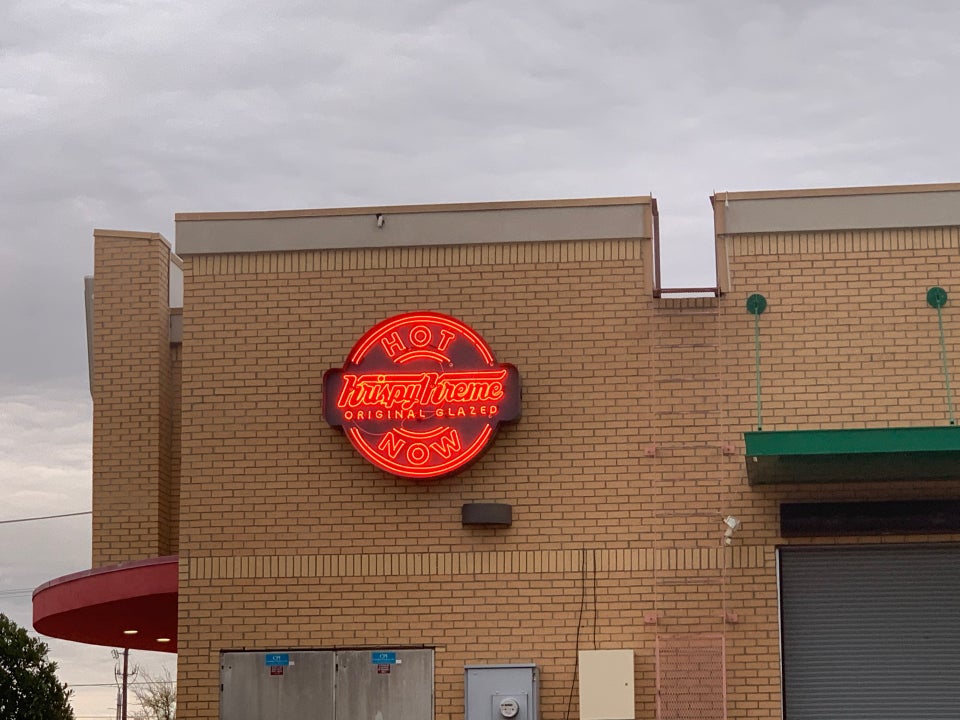 HOT
Krispy Kreme
ORIGINAL GLAZED
NOW